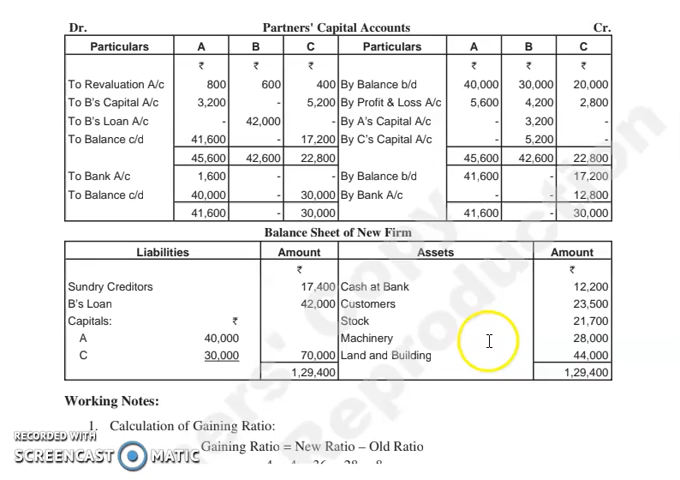 Dr. Partners' Capital Accounts Cr.
Particulars A B C Particulars A B C
₹ ₹ ₹ ₹ ₹ ₹
To Revaluation A/c 800 600 400 By Balance b/d 40,000 30,000 20,000
To B's Capital A/c 3,200 - 5,200 By Profit & Loss A/c 5,600 4,200 2,800
To B's Loan A/c - 42,000 - By A's Capital A/c - 3,200 -
To Balance c/d 41,600 - 17,200 By C's Capital A/c - 5,200 -
45,600 42,600 22,800 45,600 42,600 22,800
To Bank A/c 1,600 - - By Balance b/d 41,600 - 17,200
To Balance c/d 40,000 - 30,000 By Bank A/c - - 12,800
41,600 - 30,000 41,600 - 30,000
Balance Sheet of New Firm
Liabilities Amount Assets Amount
₹ ₹
Sundry Creditors 17,400 Cash at Bank 12,200
B's Loan 42,000 Customers 23,500
Capitals: ₹ Stock 21,700
A 40,000 Machinery 28,000
C 30,000 70,000 Land and Building 44,000
1,29,400 1,29,400
Working Notes:
1. Calculation of Gaining Ratio:
Gaining Ratio = New Ratio – Old Ratio
RECORDED WITH
SCREENCAST MATIC
Copy
Reproduction